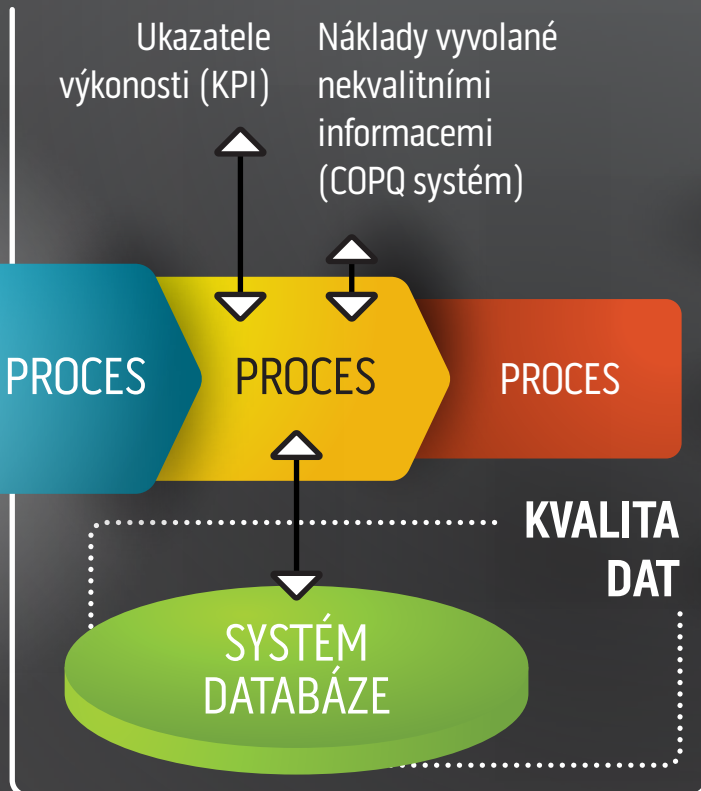 Ukazatele
výkonosti (KPI)
Náklady vyvolané
nekvalitními
informacemi
(COPQ systém)
PROCES
PROCES
PROCES
KVALITA
DAT
SYSTÉM
DATABÁZE